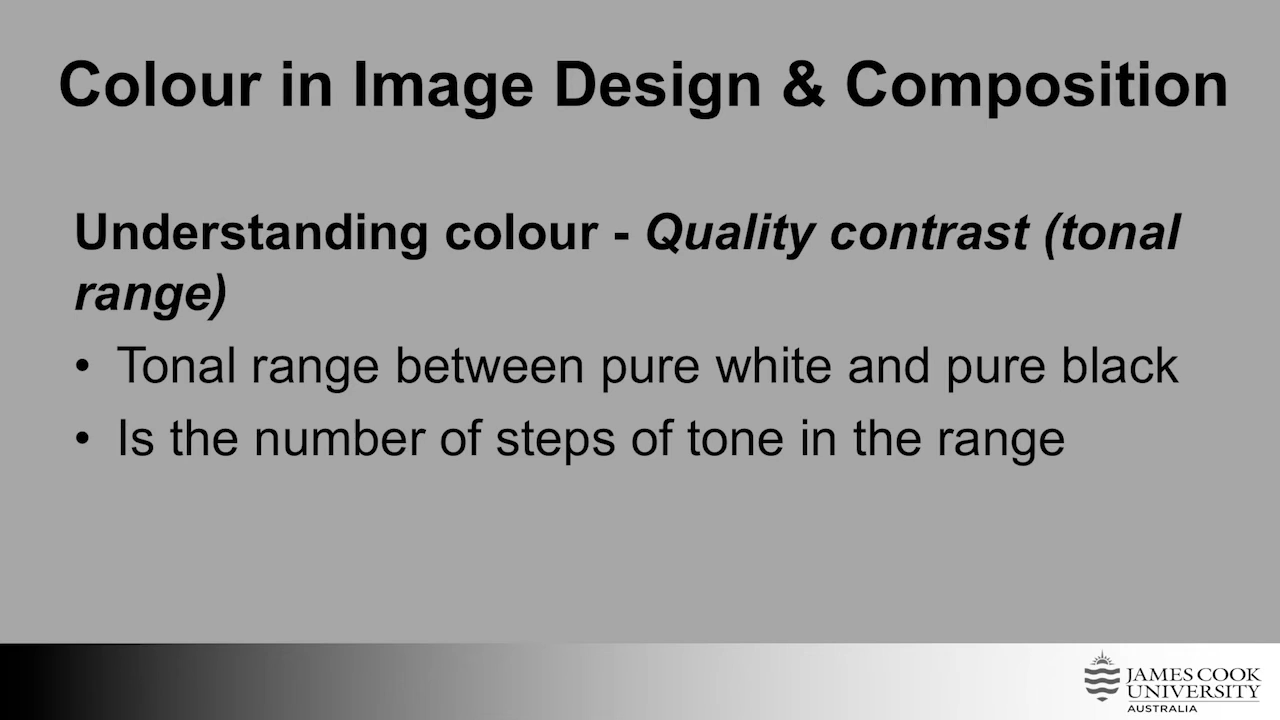 Colour in Image Design & Composition
Understanding colour - Quality contrast (tonal
range)
• Tonal range between pure white and pure black
• Is the number of steps of tone in the range
JAMES COOK
UNIVERSITY
AUSTRALIA